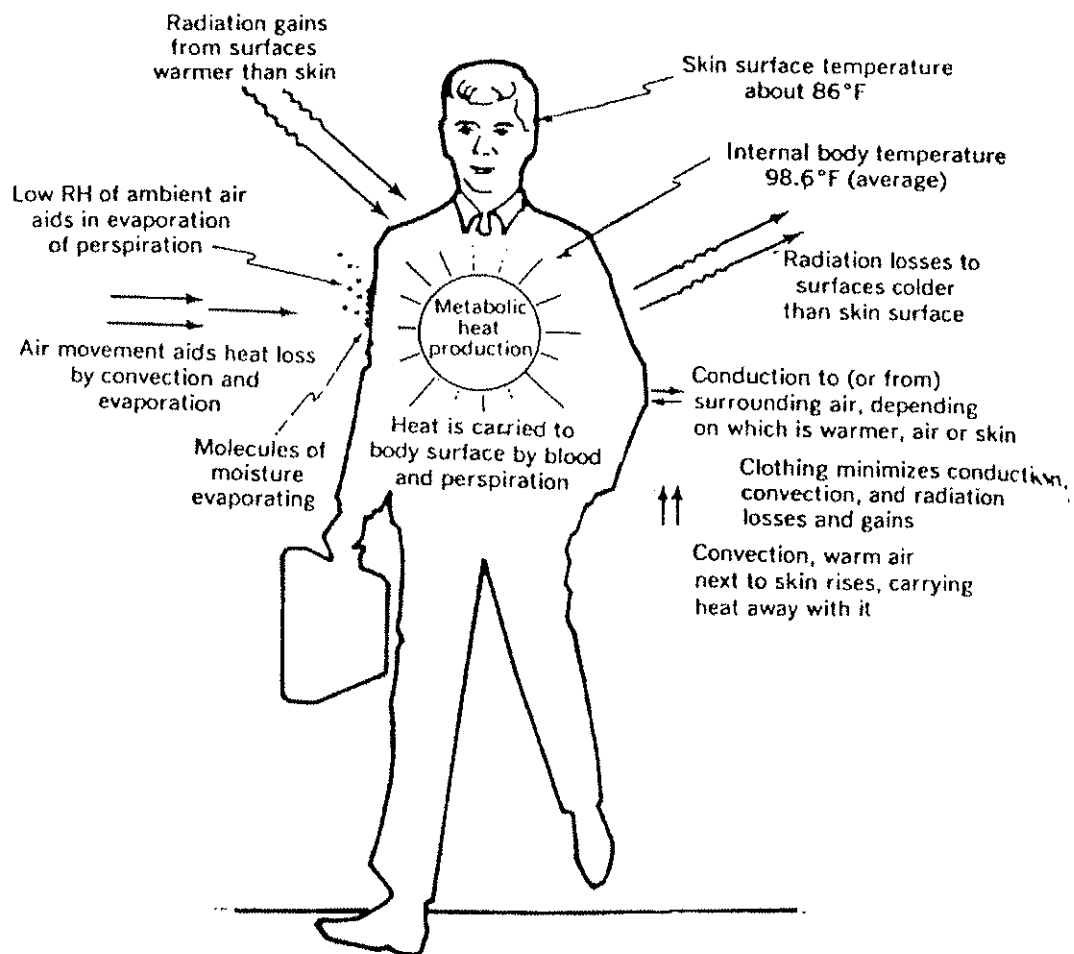 Radiation gains
from surfaces
warmer than skin
Skin surface temperature
about 86°F
Internal body temperature
98.6°F (average)
Low RH of ambient air
aids in evaporation
of perspiration
Radiation losses to
surfaces colder
than skin surface
Metabolic
heat
production
Air movement aids heat loss
by convection and
evaporation
Conduction to (or from)
surrounding air, depending
on which is warmer, air or skin
Molecules of
moisture
evaporating
Heat is carried to
body surface by blood
and perspiration
Clothing minimizes conduction,
convection, and radiation
losses and gains
Convection, warm air
next to skin rises, carrying
heat away with it